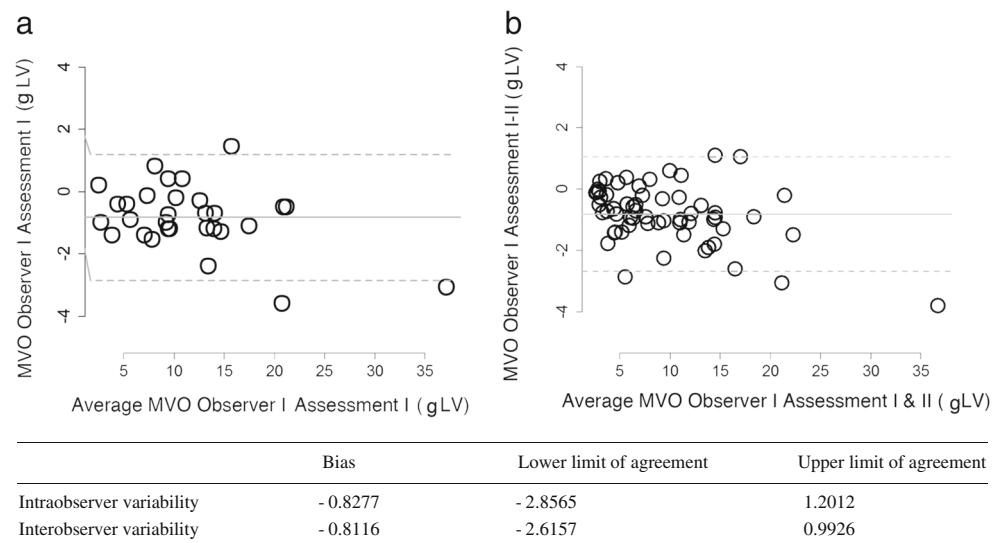 a
MVO Observer I Assessment I (g LV)
4
2
0
-2
-4
5 10 15 20 25 30 35
Average MVO Observer I Assessment I (gLV)
b
MVO Observer I Assessment I-II (gLV)
4
2
0
-2
-4
5 10 15 20 25 30 35
Average MVO Observer I Assessment I & II ( gLV)
Bias Lower limit of agreement Upper limit of agreement
Intraobserver variability - 0.8277 - 2.8565 1.2012
Interobserver variability - 0.8116 - 2.6157 0.9926